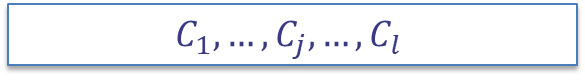 C₁, …, Cⱼ, …, Cₗ